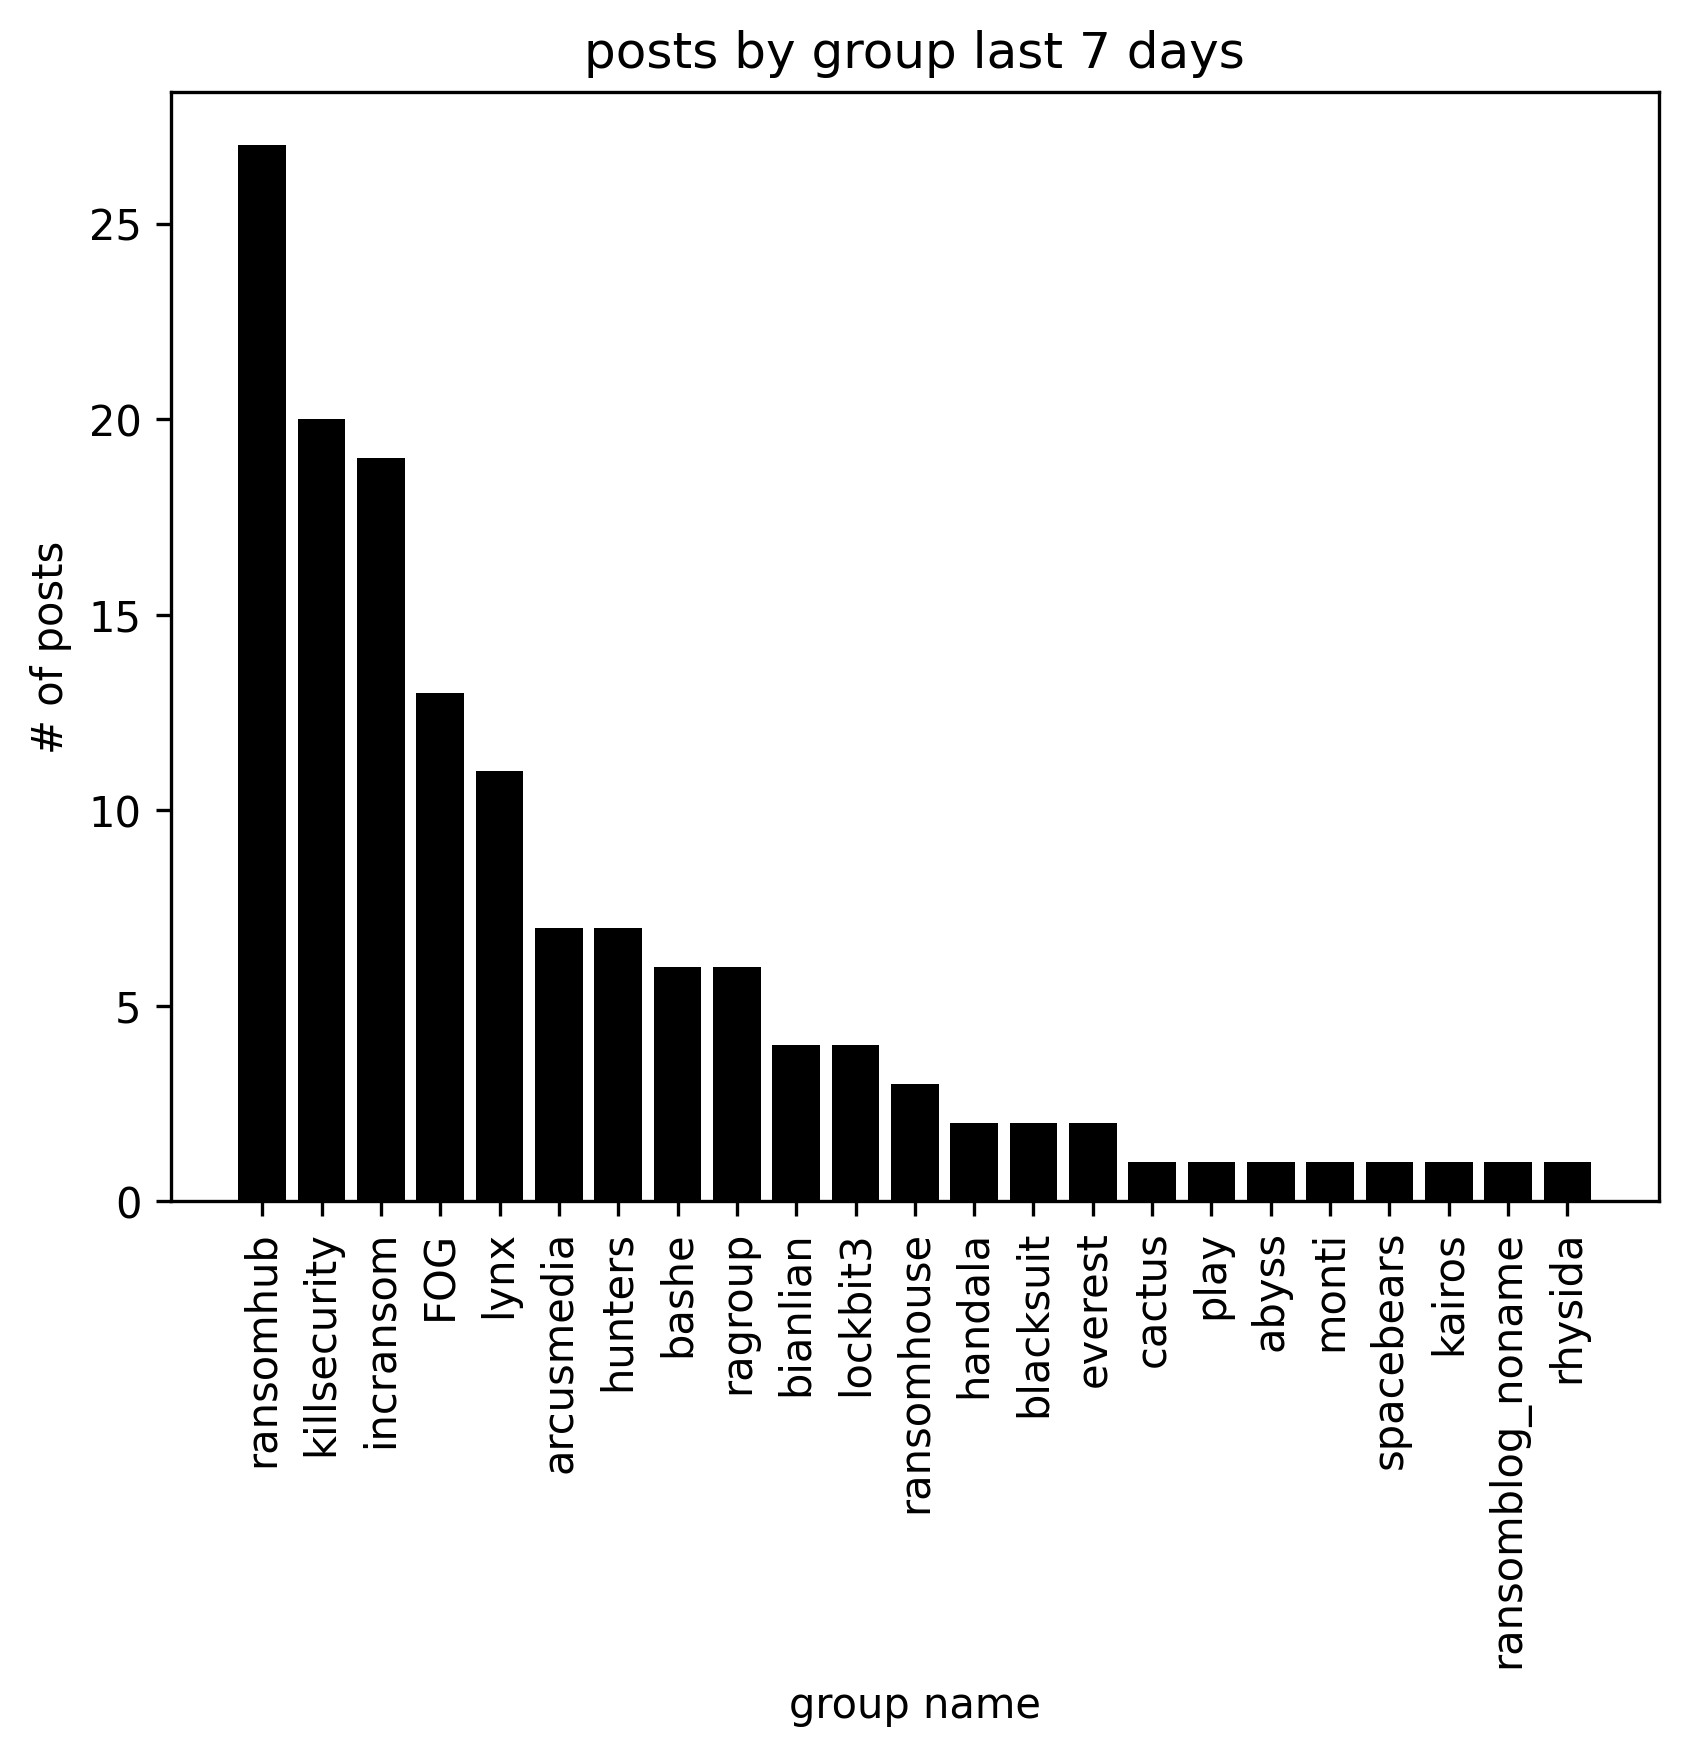 posts by group last 7 days
# of posts
25
20
15
10
5
0
ransomhub
killsecurity
incransom
FOG
lynx
arcusmedia
hunters
bashe
ragroup
bianlian
lockbit3
ransomhouse
handala
blacksuit
everest
cactus
play
abyss
monti
spacebears
kairos
ransomblog_noname
rhysida
group name